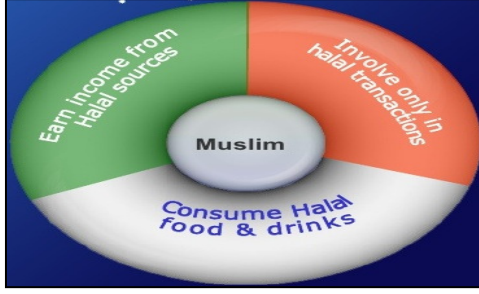 Earn income from
Halal sources
Involve only in
halal transactions
Muslim
Consume Halal
food & drinks